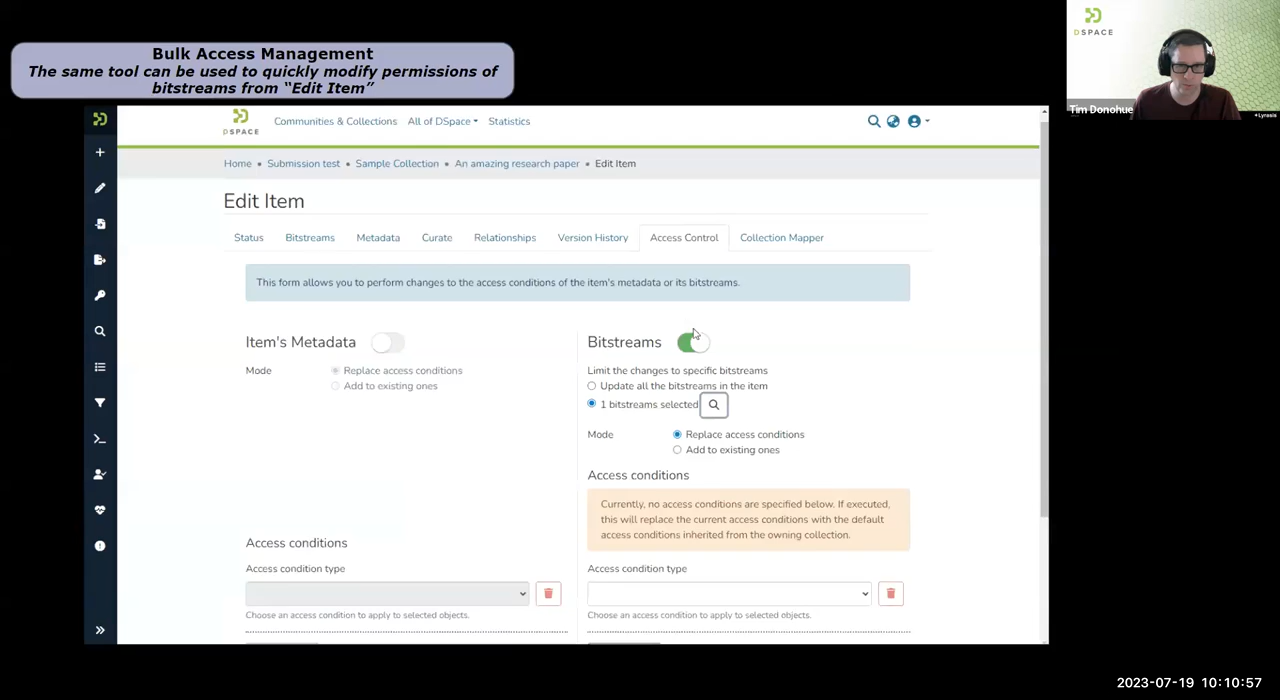 Bulk Access Management
The same tool can be used to quickly modify permissions of
bitstreams from “Edit Item”
DSPACE
Tim Donohue
Lyrasis
DSPACE
Communities & Collections All of DSpace Statistics
Home • Submission test • Sample Collection • An amazing research paper • Edit Item
Edit Item
Status Bitstreams Metadata Curate Relationships Version History Access Control Collection Mapper
This form allows you to perform changes to the access conditions of the item's metadata or its bitstreams.
Item's Metadata
Mode
Replace access conditions
Add to existing ones
Access conditions
Access condition type
Choose an access condition to apply to selected objects.
Bitstreams
Limit the changes to specific bitstreams
Update all the bitstreams in the item
1 bitstreams selected
Mode
Replace access conditions
Add to existing ones
Access conditions
Currently, no access conditions are specified below. If executed,
this will replace the current access conditions with the default
access conditions inherited from the owning collection.
Access condition type
Choose an access condition to apply to selected objects.
2023-07-19 10:10:57